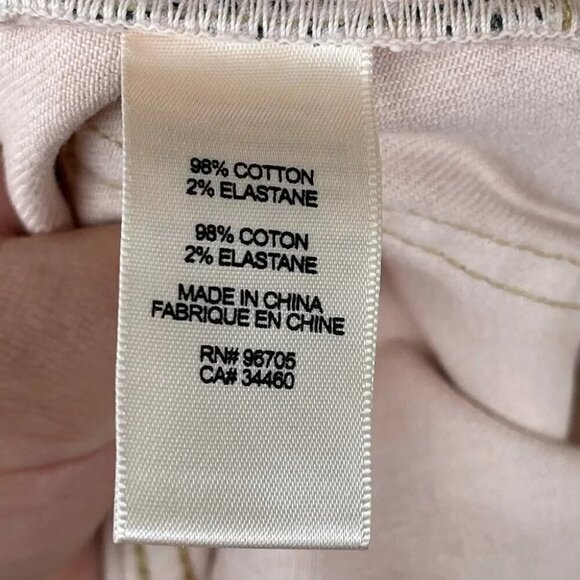 98% COTTON
2% ELASTANE
98% COTON
2% ELASTANE
MADE IN CHINA
FABRIQUE EN CHINE
RN# 96705
CA# 34460